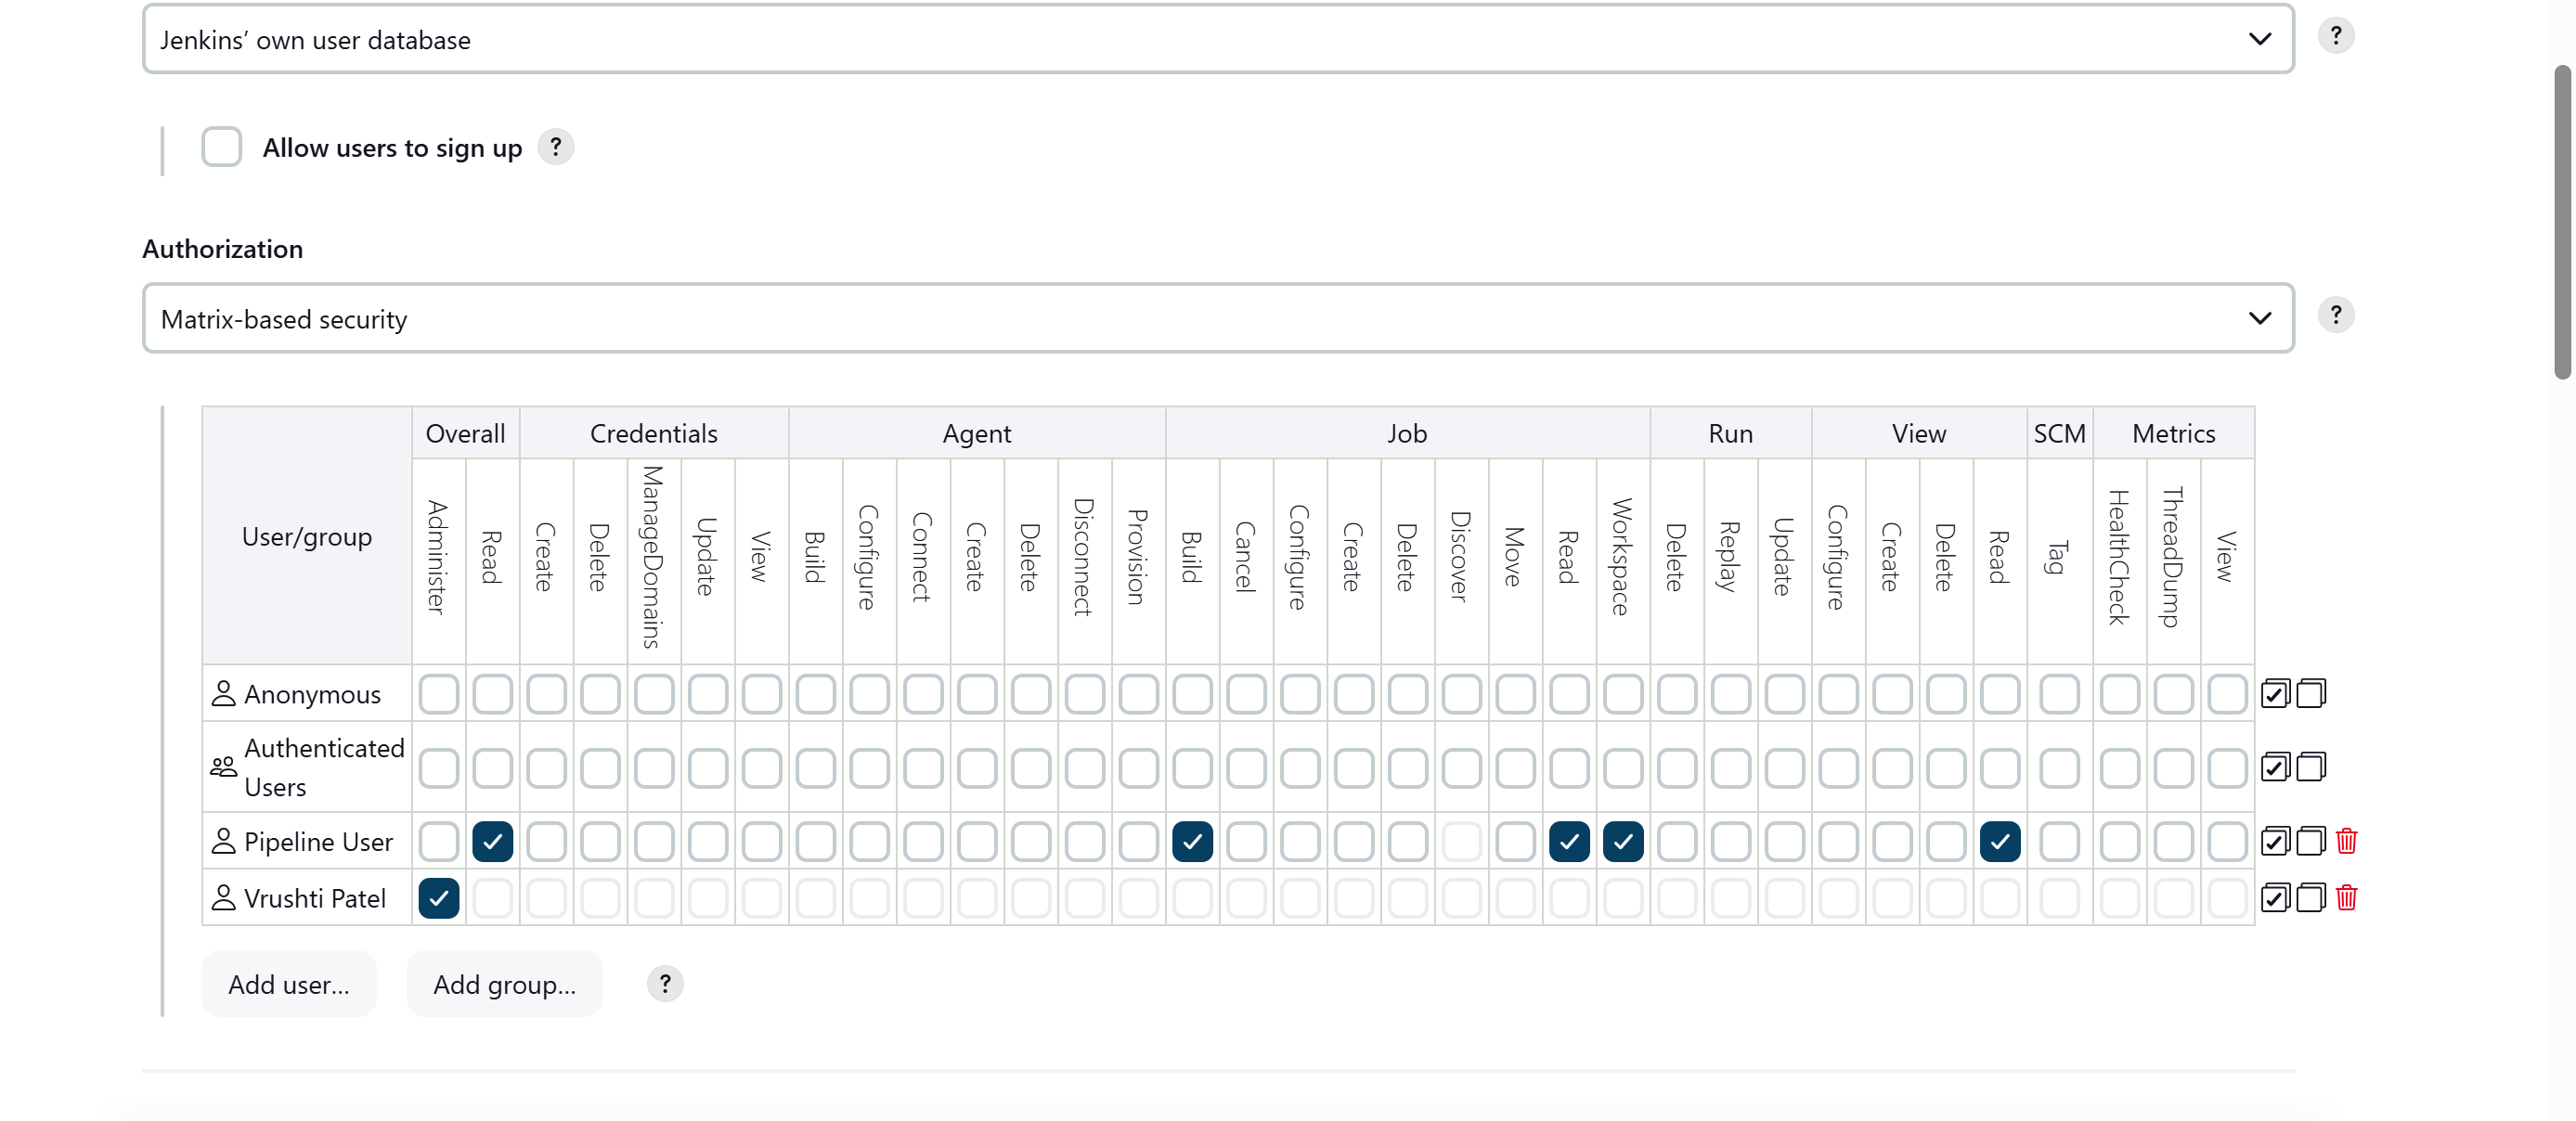 Jenkins’ own user database
?
Allow users to sign up ?
Authorization
Matrix-based security
?
User/group Overall Credentials Agent Job Run View SCM Metrics
Administer Read Create Delete ManageDomains Update View Build Configure Connect Create Delete Disconnect Provision Build Cancel Configure Create Delete Discover Move Read Workspace Delete Replay Update Configure Create Delete Read Tag HealthCheck ThreadDump View
Anonymous
Authenticated
Users
Pipeline User
Vrushti Patel
Add user... Add group... ?